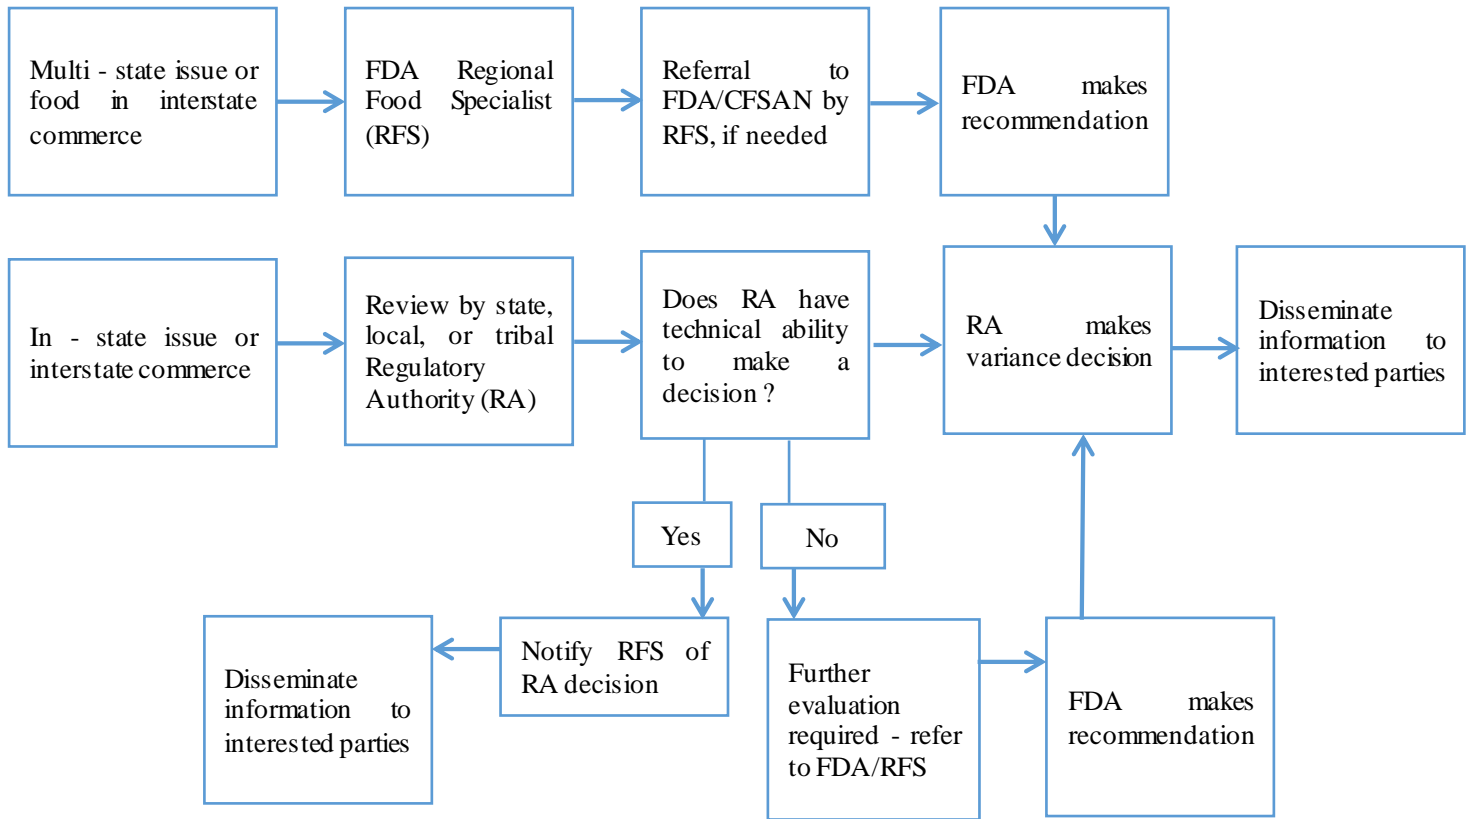 Multi - state issue or
food in interstate
commerce
FDA Regional
Food Specialist
(RFS)
Referral to
FDA/CFSAN by
RFS, if needed
FDA makes
recommendation
In - state issue or
interstate commerce
Review by state,
local, or tribal
Regulatory
Authority (RA)
Does RA have
technical ability
to make a
decision ?
RA makes
variance decision
Disseminate
information to
interested parties
Yes
No
Disseminate
information to
interested parties
Notify RFS of
RA decision
Further
evaluation
required - refer
to FDA/RFS
FDA makes
recommendation